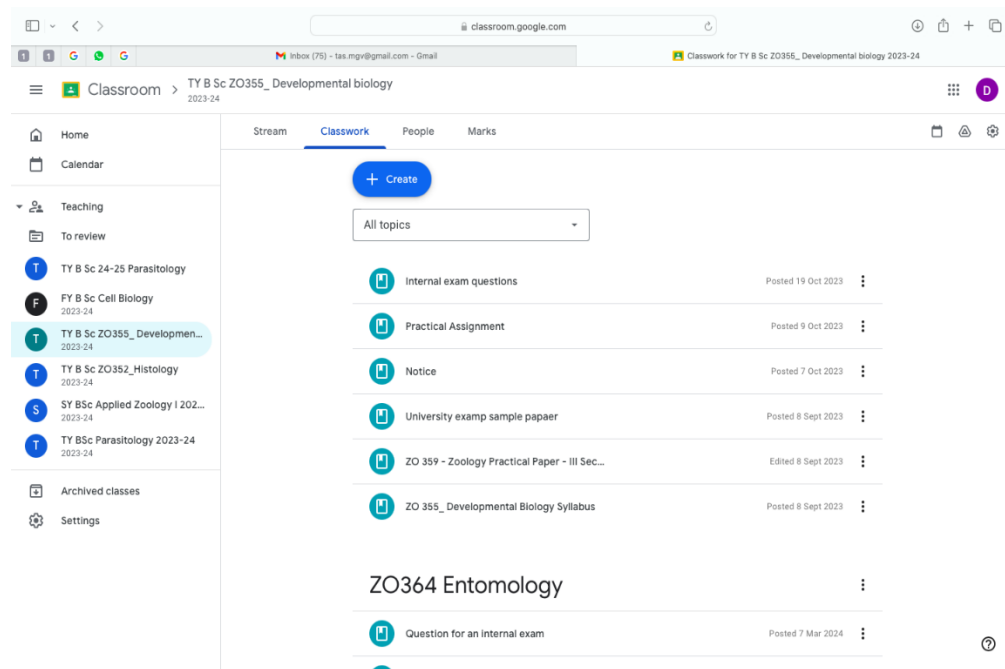 classroom.google.com
1
1
G
G
Inbox (75) - tas.mgv@gmail.com - Gmail
Classwork for TY B Sc ZO355_ Developmental biology 2023-24
Classroom
TY B Sc ZO355_ Developmental biology
2023-24
D
Home
Calendar
Teaching
To review
T TY B Sc 24-25 Parasitology
F FY B Sc Cell Biology
2023-24
T TY B Sc ZO355_ Developmen...
2023-24
T TY B Sc ZO352_Histology
2023-24
S SY BSc Applied Zoology I 202...
2023-24
T TY BSc Parasitology 2023-24
2023-24
Archived classes
Settings
Stream Classwork People Marks
+ Create
All topics
Internal exam questions Posted 19 Oct 2023
Practical Assignment Posted 9 Oct 2023
Notice Posted 7 Oct 2023
University examp sample papaer Posted 8 Sept 2023
ZO 359 - Zoology Practical Paper - III Sec... Edited 8 Sept 2023
ZO 355_ Developmental Biology Syllabus Posted 8 Sept 2023
ZO364 Entomology
Question for an internal exam Posted 7 Mar 2024